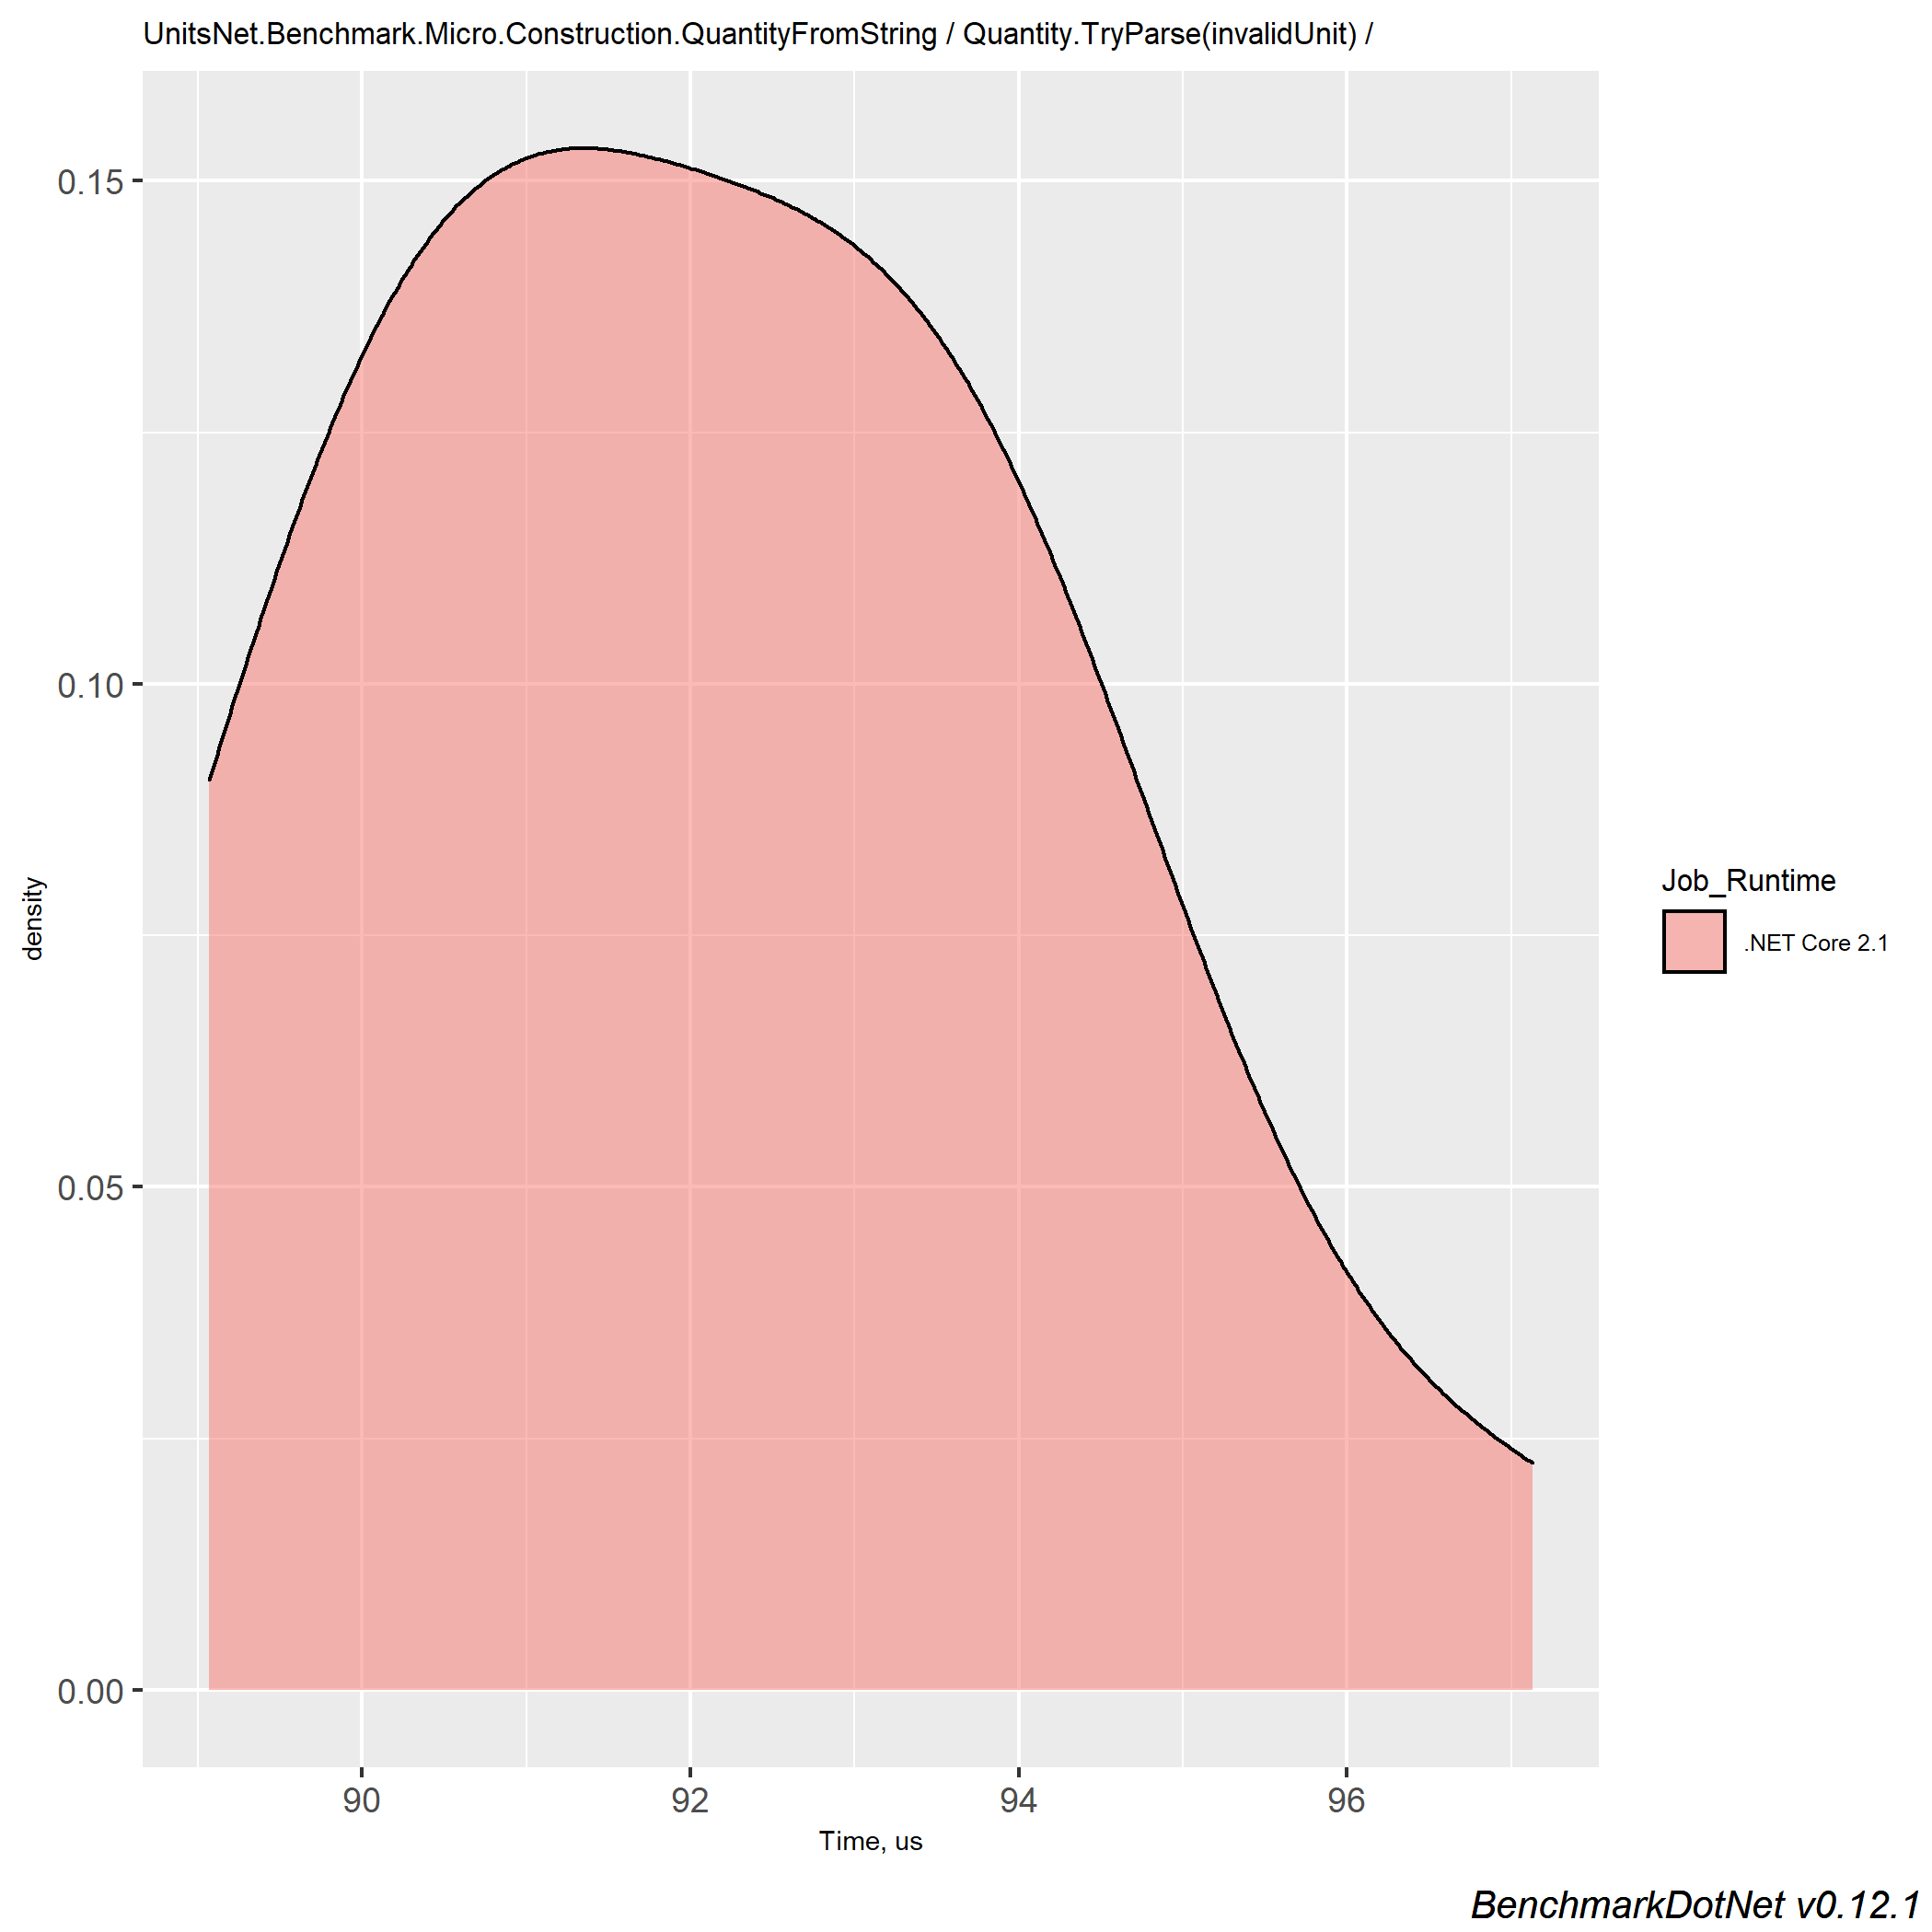 UnitsNet.Benchmark.Micro.Construction.QuantityFromString / Quantity.TryParse(invalidUnit) /
0.15
0.10
0.05
0.00
density
90 92 94 96
Time, us
Job_Runtime
.NET Core 2.1
BenchmarkDotNet v0.12.1